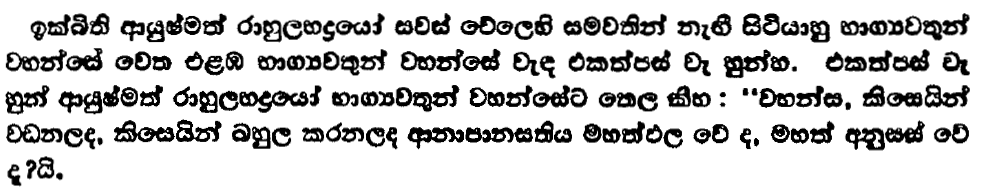 ඉක්බිති ආයුෂ්මත් රාහුලභද්‍රයෝ සවස් වේලෙහි සමවතින් නැඟී සිටියාහු භාග්‍යවතුන්
වහන්සේ වෙත එළඹ භාග්‍යවතුන් වහන්සේ වැඳ එකත්පස් වැ හුන්හ. එකත්පස් වැ
හුන් ආයුෂ්මත් රාහුලභද්‍රයෝ භාග්‍යවතුන් වහන්සේට තෙල කිහ : “වහන්ස, කිසෙයින්
වඩනලද, කිසෙයින් බහුල කරනලද ආනාපානසතිය මහත්ඵල වේ ද, මහත් අනුසස් වේ
ද?යි.